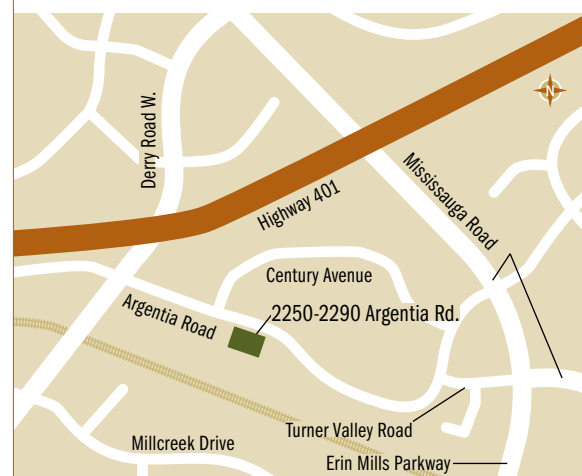 Derry Road W.
N
Mississauga Road
Highway 401
Century Avenue
Argentia Road
2250-2290 Argentia Rd.
Turner Valley Road
Millcreek Drive
Erin Mills Parkway